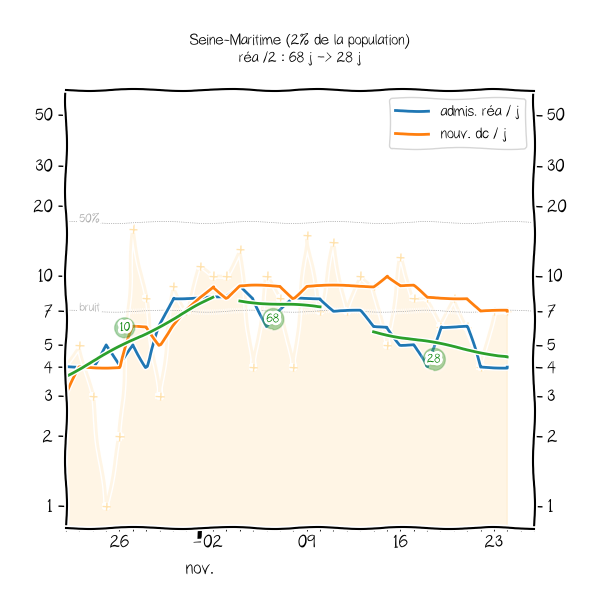 Seine-Maritime (2% de la population)
réa /2 : 68 j -> 28 j
admis. réa / j
nouv. dc / j
50 50
30 30
20 20
50%
10 10
bruit
7 7
10
68
5 5
28
4 4
3 3
2 2
1 1
26 02 09 16 23
nov.